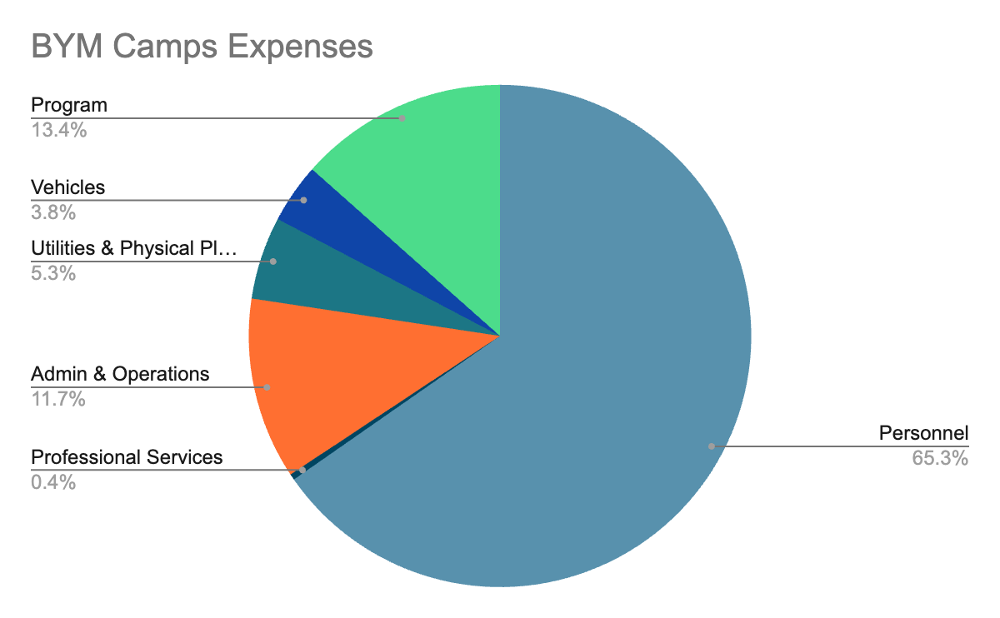 BYM Camps Expenses
Program
13.4%
Vehicles
3.8%
Utilities & Physical Pl…
5.3%
Admin & Operations
11.7%
Professional Services
0.4%
Personnel
65.3%